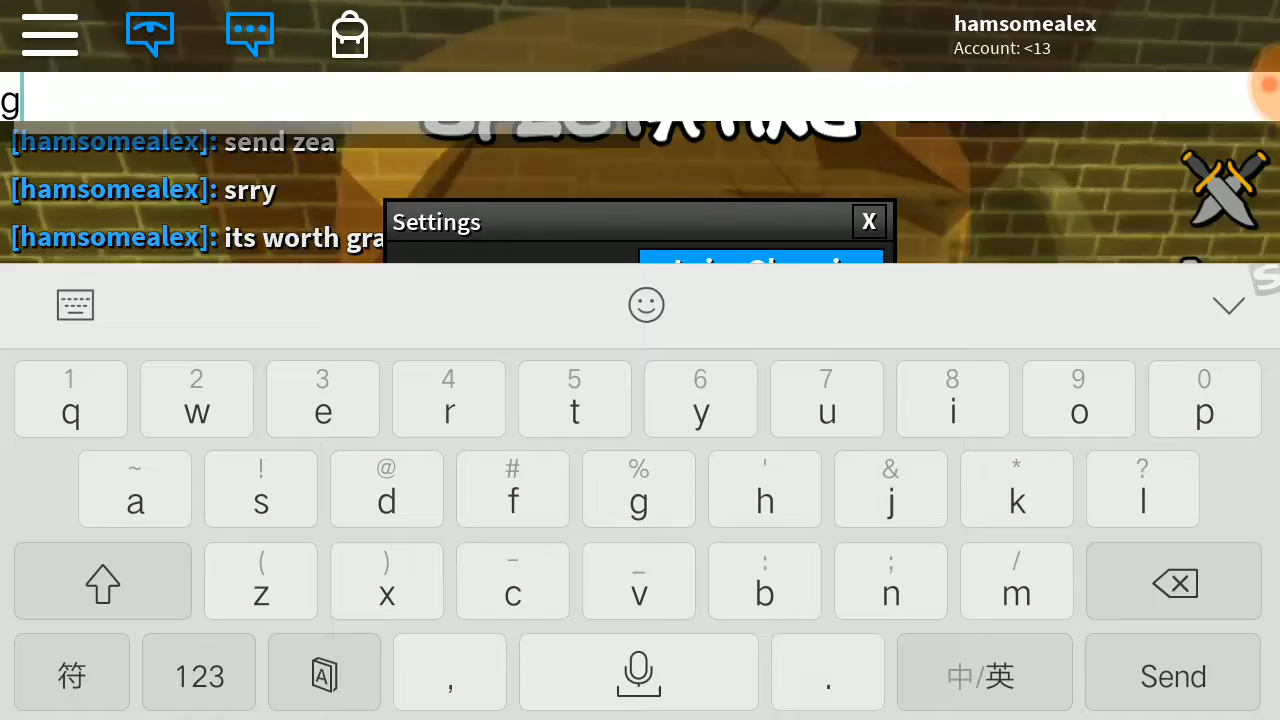 hamsomealex
Account: <13
g
[hamsomealex]: send zea
[hamsomealex]: srry
[hamsomealex]: its worth gra
Settings X
1 2 3 4 5 6 7 8 9 0
q w e r t y u i o p
~ ! @ # % ' & * ?
a s d f g h j k l
( ) - _ : ; /
z x c v b n m
符 123 A , . 中/英 Send